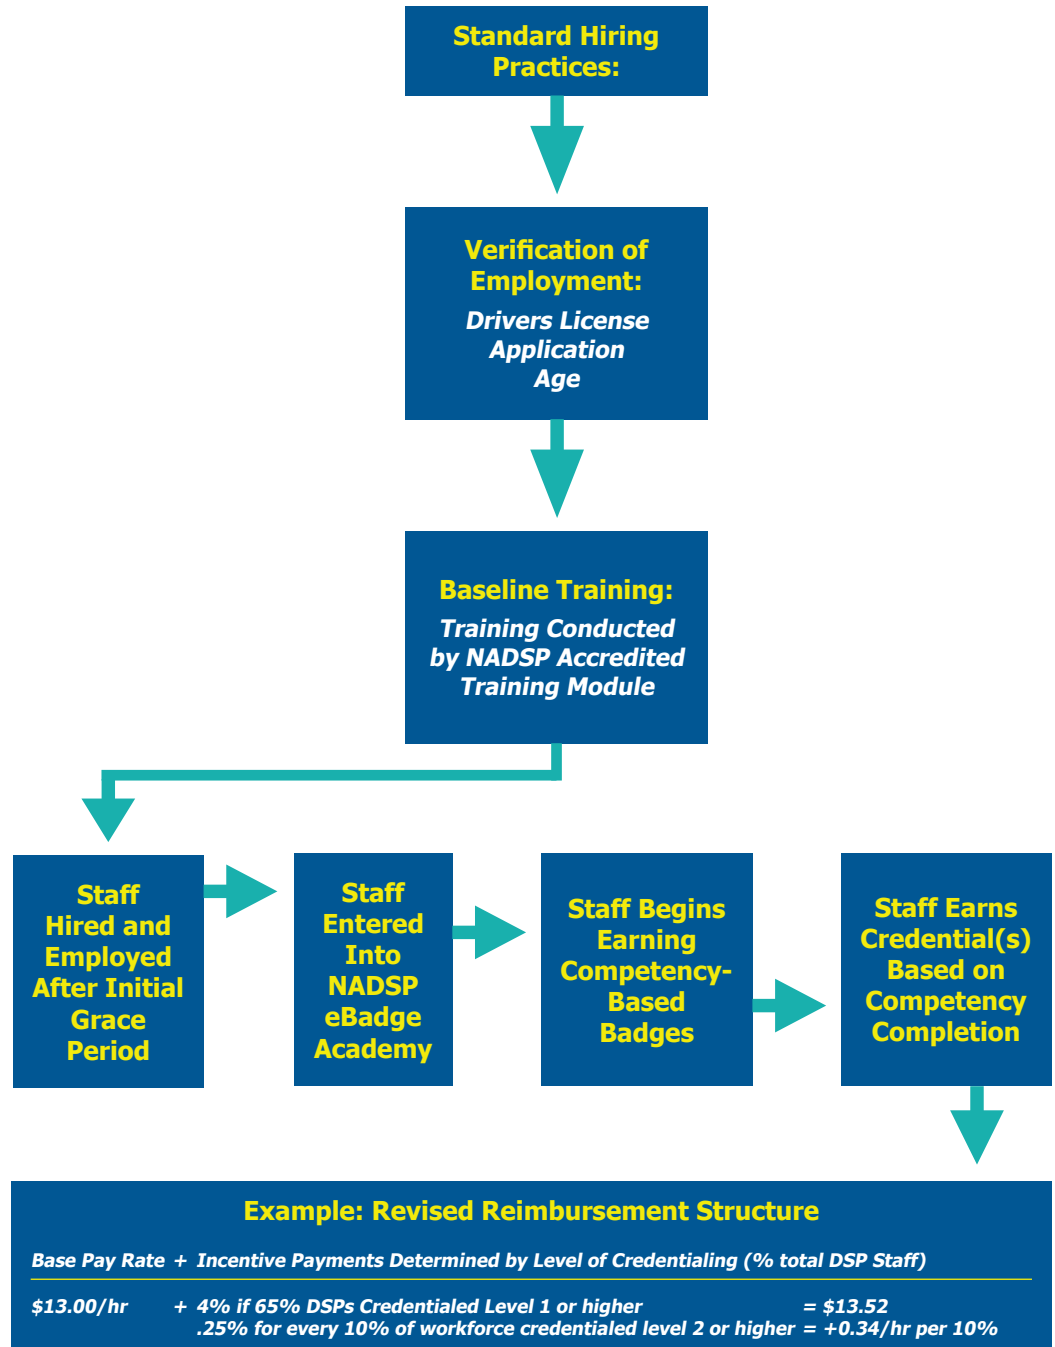 Standard Hiring
Practices:
Verification of
Employment:
Drivers License
Application
Age
Baseline Training:
Training Conducted
by NADSP Accredited
Training Module
Staff
Hired and
Employed
After Initial
Grace
Period
Staff
Entered
Into
NADSP
eBadge
Academy
Staff Begins
Earning
Competency-
Based
Badges
Staff Earns
Credential(s)
Based on
Competency
Completion
Example: Revised Reimbursement Structure
Base Pay Rate + Incentive Payments Determined by Level of Credentialing (% total DSP Staff)
$13.00/hr + 4% if 65% DSPs Credentialed Level 1 or higher = $13.52
.25% for every 10% of workforce credentialed level 2 or higher = +0.34/hr per 10%